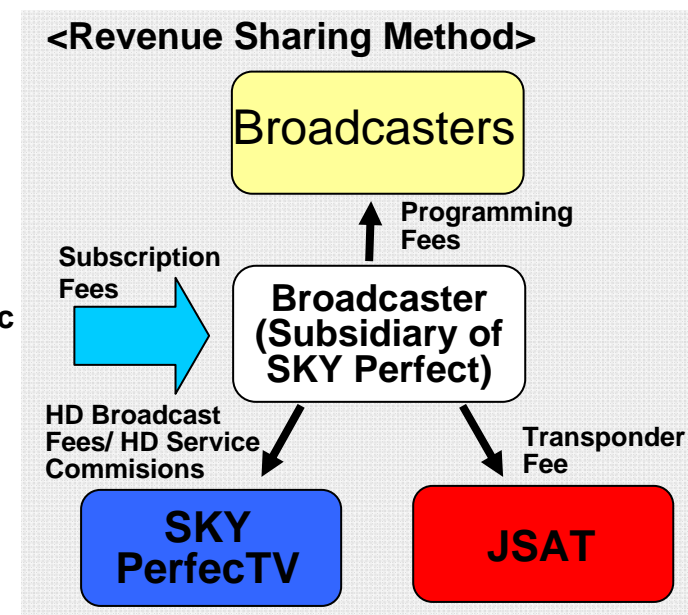 <Revenue Sharing Method>
Broadcasters
Programming
Fees
Subscription
Fees
Broadcaster
(Subsidiary of
SKY Perfect)
c
HD Broadcast
Fees/ HD Service
Commisions
Transponder
Fee
SKY
PerfecTV
JSAT